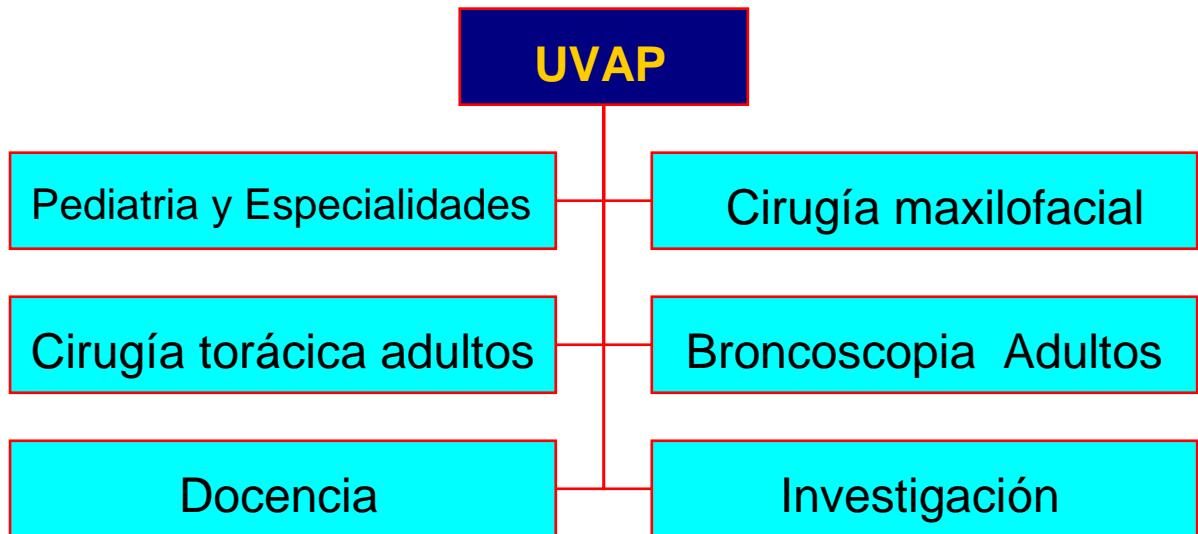 UVAP
Pediatria y Especialidades
Cirugía maxilofacial
Cirugía torácica adultos
Broncoscopia Adultos
Docencia
Investigación